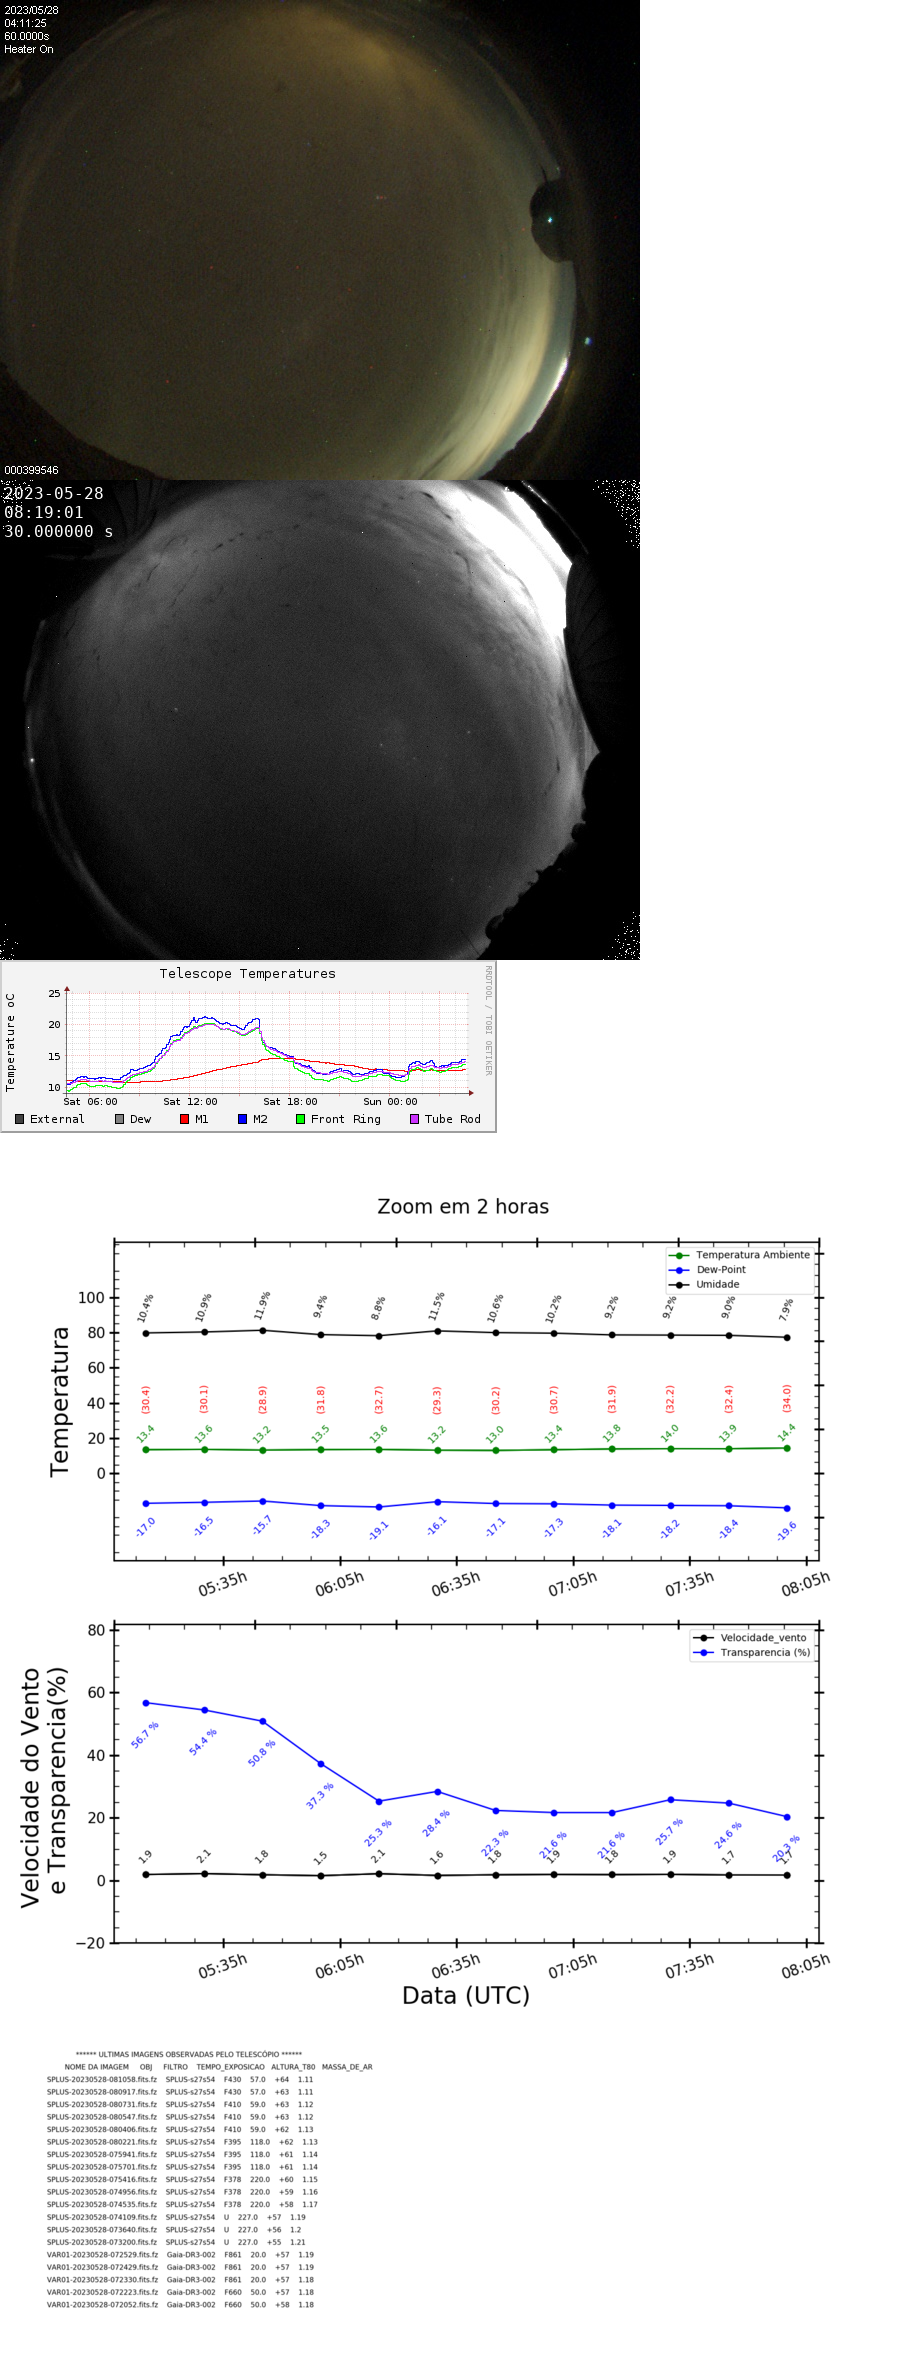 2023/05/28
04:11:25
60.0000s
Heater On
000399546
2023-05-28
08:19:01
30.000000 s
Telescope Temperatures
RRDTOOL / TOBI OETIKER
Temperature oC
25
20
15
10
Sat 06:00 Sat 12:00 Sat 18:00 Sun 00:00
External Dew M1 M2 Front Ring Tube Rod
Zoom em 2 horas
Temperatura Ambiente
Dew-Point
Umidade
Temperatura
100
80
60
40
20
0
10.4% 10.9% 11.9% 9.4% 8.8% 11.5% 10.6% 10.2% 9.2% 9.2% 9.0% 7.9%
(30.4) (30.1) (28.9) (31.8) (32.7) (29.3) (30.2) (30.7) (31.9) (32.2) (32.4) (34.0)
13.4 13.6 13.2 13.5 13.6 13.2 13.0 13.4 13.8 14.0 13.9 14.4
-17.0 -16.5 -15.7 -18.3 -19.1 -16.1 -17.1 -17.3 -18.1 -18.2 -18.4 -19.6
05:35h 06:05h 06:35h 07:05h 07:35h 08:05h
Velocidade_vento
Transparencia (%)
Velocidade do Vento
e Transparencia(%)
80
60
40
20
0
−20
56.7 % 54.4 % 50.8 % 37.3 % 25.3 % 28.4 % 22.3 % 21.6 % 21.6 % 25.7 % 24.6 % 20.3 %
1.9 2.1 1.8 1.5 2.1 1.6 1.8 1.9 1.8 1.9 1.7 1.7
05:35h 06:05h 06:35h 07:05h 07:35h 08:05h
Data (UTC)
****** ULTIMAS IMAGENS OBSERVADAS PELO TELESCÓPIO ******
NOME DA IMAGEM OBJ FILTRO TEMPO_EXPOSICAO ALTURA_T80 MASSA_DE_AR
SPLUS-20230528-081058.fits.fz SPLUS-s27s54 F430 57.0 +64 1.11
SPLUS-20230528-080917.fits.fz SPLUS-s27s54 F430 57.0 +63 1.11
SPLUS-20230528-080731.fits.fz SPLUS-s27s54 F410 59.0 +63 1.12
SPLUS-20230528-080547.fits.fz SPLUS-s27s54 F410 59.0 +63 1.12
SPLUS-20230528-080406.fits.fz SPLUS-s27s54 F410 59.0 +62 1.13
SPLUS-20230528-080221.fits.fz SPLUS-s27s54 F395 118.0 +62 1.13
SPLUS-20230528-075941.fits.fz SPLUS-s27s54 F395 118.0 +61 1.14
SPLUS-20230528-075701.fits.fz SPLUS-s27s54 F395 118.0 +61 1.14
SPLUS-20230528-075416.fits.fz SPLUS-s27s54 F378 220.0 +60 1.15
SPLUS-20230528-074956.fits.fz SPLUS-s27s54 F378 220.0 +59 1.16
SPLUS-20230528-074535.fits.fz SPLUS-s27s54 F378 220.0 +58 1.17
SPLUS-20230528-074109.fits.fz SPLUS-s27s54 U 227.0 +57 1.19
SPLUS-20230528-073640.fits.fz SPLUS-s27s54 U 227.0 +56 1.2
SPLUS-20230528-073200.fits.fz SPLUS-s27s54 U 227.0 +55 1.21
VAR01-20230528-072529.fits.fz Gaia-DR3-002 F861 20.0 +57 1.19
VAR01-20230528-072429.fits.fz Gaia-DR3-002 F861 20.0 +57 1.19
VAR01-20230528-072330.fits.fz Gaia-DR3-002 F861 20.0 +57 1.18
VAR01-20230528-072223.fits.fz Gaia-DR3-002 F660 50.0 +57 1.18
VAR01-20230528-072052.fits.fz Gaia-DR3-002 F660 50.0 +58 1.18